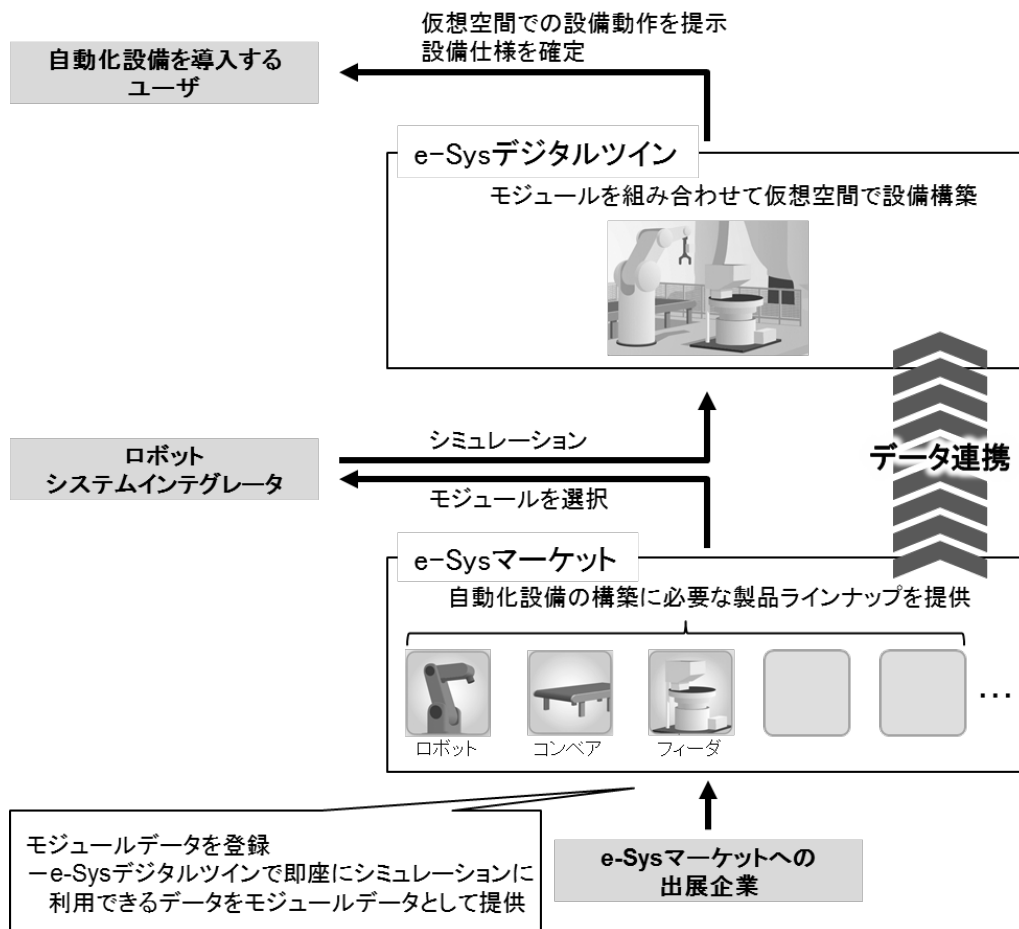 仮想空間での設備動作を提示
設備仕様を確定
自動化設備を導入する
ユーザ
e-Sysデジタルツイン
モジュールを組み合わせて仮想空間で設備構築
シミュレーション
ロボット
システムインテグレータ
データ連携
モジュールを選択
e-Sysマーケット
自動化設備の構築に必要な製品ラインナップを提供
…
ロボット
コンベア
フィーダ
モジュールデータを登録
－e-Sysデジタルツインで即座にシミュレーションに
利用できるデータをモジュールデータとして提供
e-Sysマーケットへの
出展企業